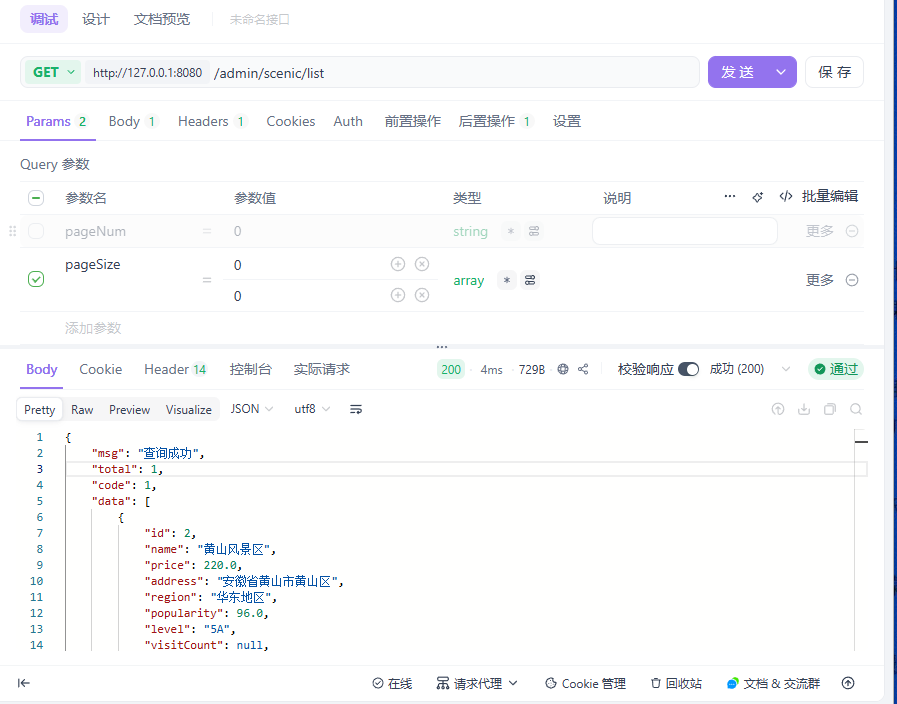 调试 设计 文档预览 未命名接口
GET http://127.0.0.1:8080 /admin/scenic/list 发 送 保 存
Params 2 Body 1 Headers 1 Cookies Auth 前置操作 后置操作 1 设置
Query 参数
参数名 参数值 类型 说明 ... 批量编辑
pageNum = 0 string * 更多
pageSize = 0 array * 更多
0
添加参数
Body Cookie Header 14 控制台 实际请求 200 4ms 729B 校验响应 成功 (200) 通过
Pretty Raw Preview Visualize JSON utf8
1 {
2 "msg": "查询成功",
3 "total": 1,
4 "code": 1,
5 "data": [
6 {
7 "id": 2,
8 "name": "黄山风景区",
9 "price": 220.0,
10 "address": "安徽省黄山市黄山区",
11 "region": "华东地区",
12 "popularity": 96.0,
13 "level": "5A",
14 "visitCount": null,
在线 请求代理 Cookie 管理 回收站 文档 & 交流群